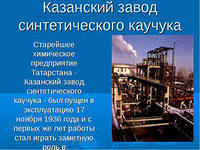 Казанский завод
синтетического каучука
Старейшее
химическое
предприятие
Татарстана -
Казанский завод
синтетического
каучука - был пущен в
эксплуатацию 17
ноября 1936 года и с
первых же лет работы
стал играть заметную
роль в